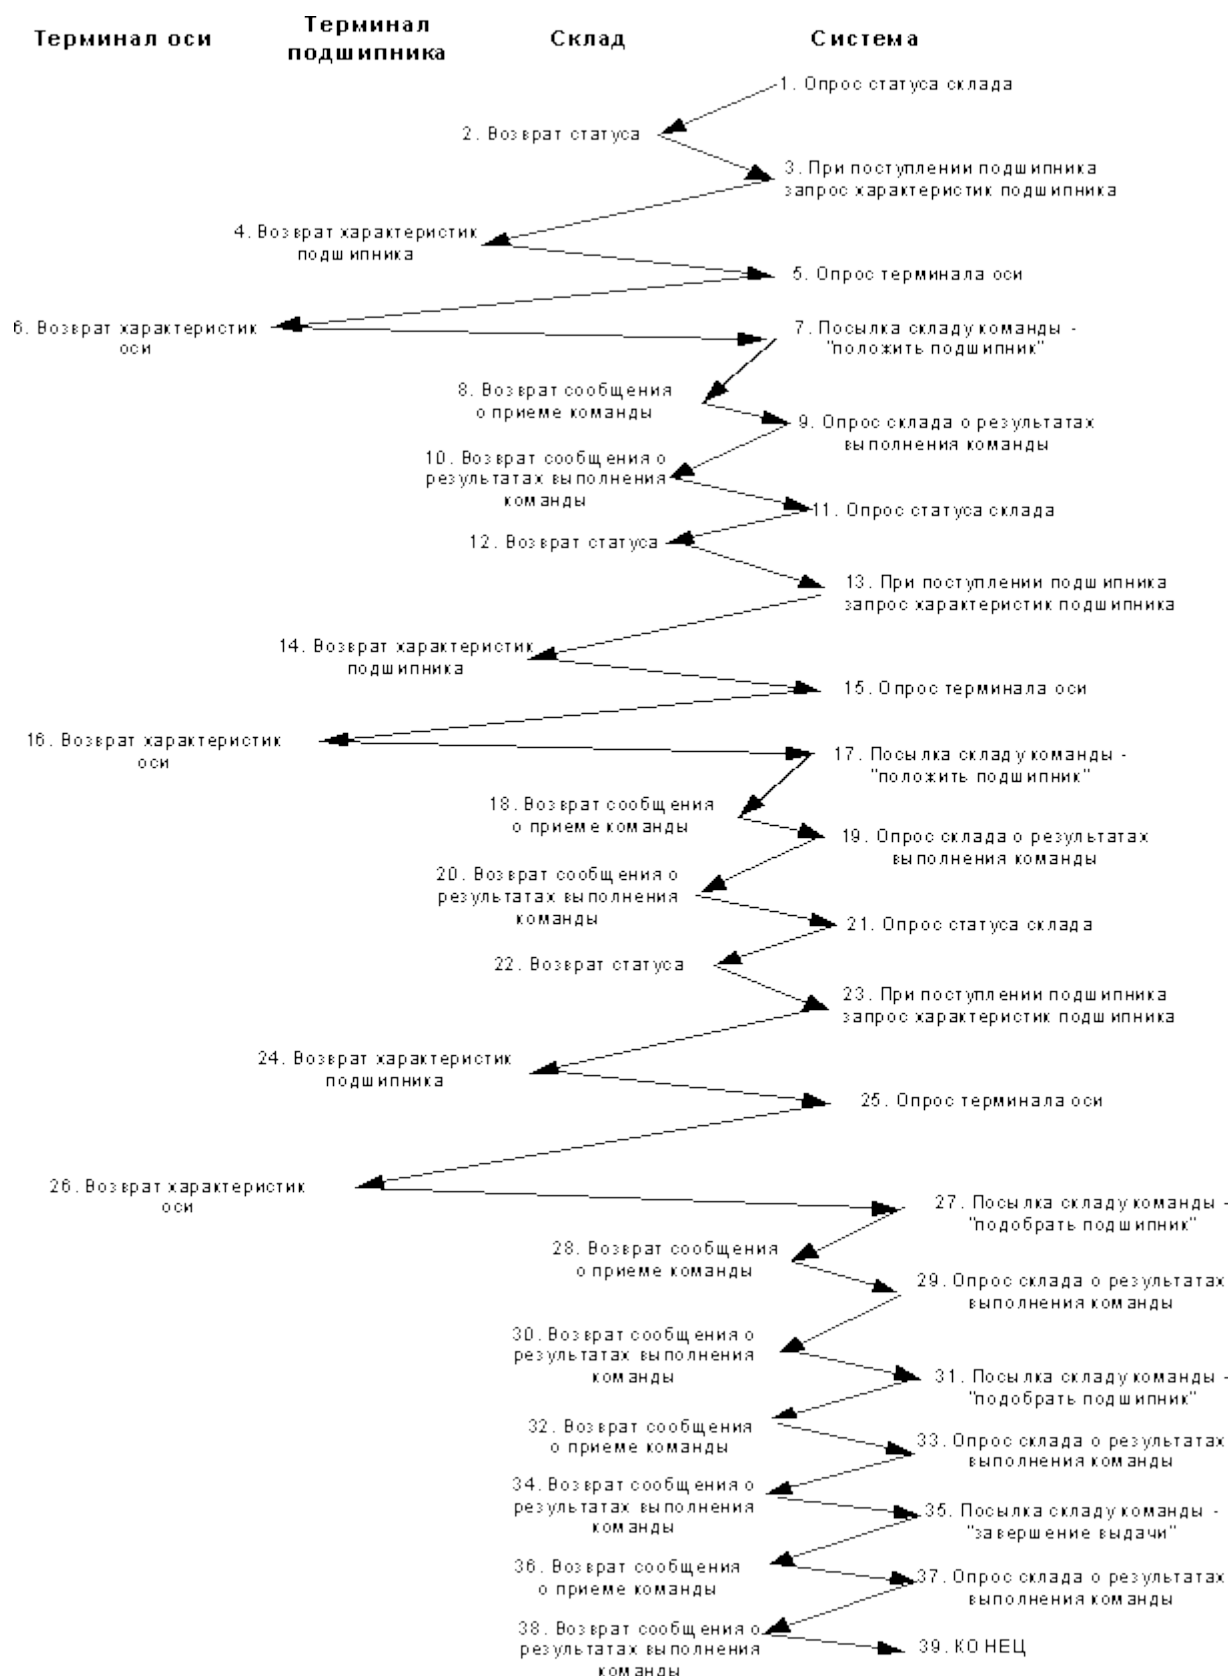 Терминал оси
Терминал
подшипника
Склад
Система
1. Опрос статуса склада
2. Возврат статуса
3. При поступлении подшипника
запрос характеристик подшипника
4. Возврат характеристик
подшипника
5. Опрос терминала оси
6. Возврат характеристик
оси
7. Посылка складу команды -
"положить подшипник"
8. Возврат сообщения
о приеме команды
9. Опрос склада о результатах
выполнения команды
10. Возврат сообщения о
результатах выполнения
команды
11. Опрос статуса склада
12. Возврат статуса
13. При поступлении подшипника
запрос характеристик подшипника
14. Возврат характеристик
подшипника
15. Опрос терминала оси
16. Возврат характеристик
оси
17. Посылка складу команды -
"положить подшипник"
18. Возврат сообщения
о приеме команды
19. Опрос склада о результатах
выполнения команды
20. Возврат сообщения о
результатах выполнения
команды
21. Опрос статуса склада
22. Возврат статуса
23. При поступлении подшипника
запрос характеристик подшипника
24. Возврат характеристик
подшипника
25. Опрос терминала оси
26. Возврат характеристик
оси
27. Посылка складу команды -
"подобрать подшипник"
28. Возврат сообщения
о приеме команды
29. Опрос склада о результатах
выполнения команды
30. Возврат сообщения о
результатах выполнения
команды
31. Посылка складу команды -
"подобрать подшипник"
32. Возврат сообщения
о приеме команды
33. Опрос склада о результатах
выполнения команды
34. Возврат сообщения о
результатах выполнения
команды
35. Посылка складу команды -
"завершение выдачи"
36. Возврат сообщения
о приеме команды
37. Опрос склада о результатах
выполнения команды
38. Возврат сообщения о
результатах выполнения
команды
39. КОНЕЦ